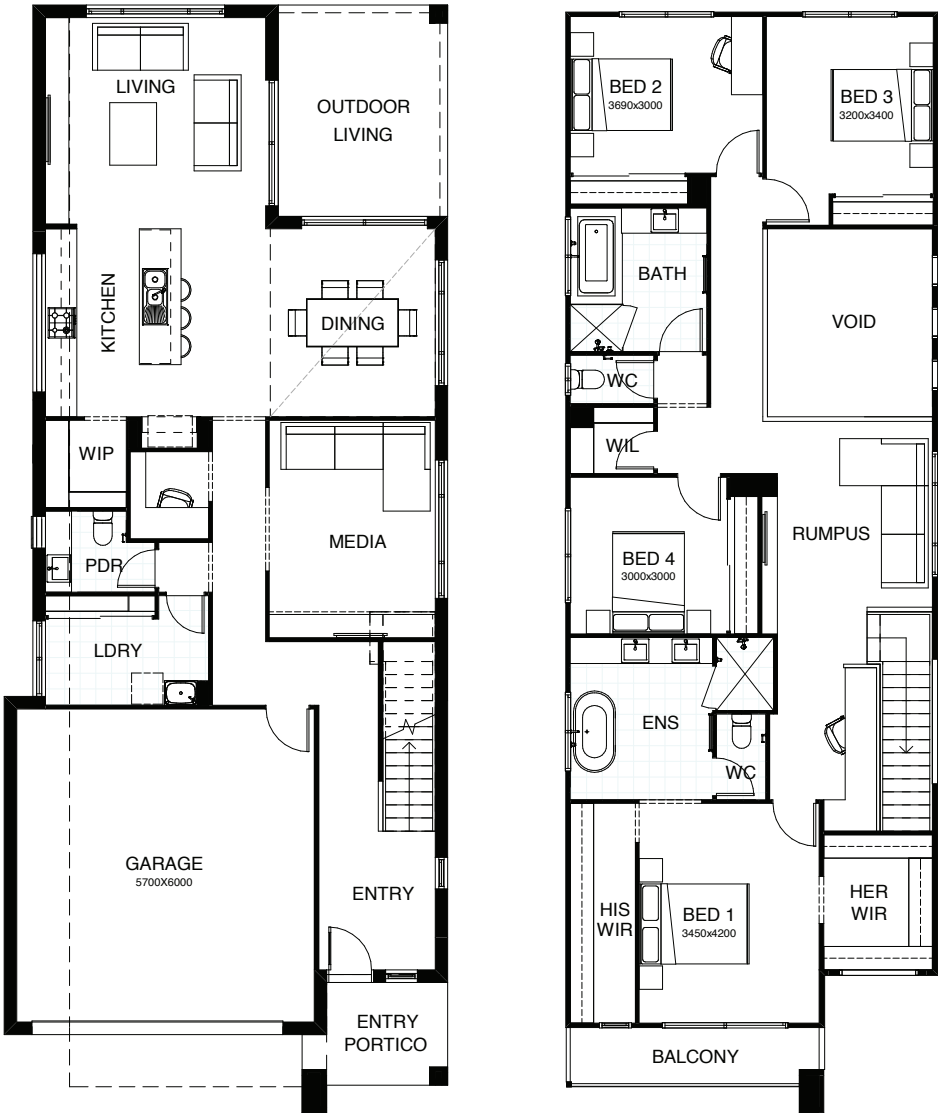 LIVING
OUTDOOR
LIVING
KITCHEN
DINING
WIP
MEDIA
PDR
LDRY
GARAGE
5700X6000
ENTRY
ENTRY
PORTICO
BED 2
3690x3000
BED 3
3200x3400
BATH
VOID
WC
WIL
BED 4
3000x3000
RUMPUS
ENS
WC
HIS
WIR
BED 1
3450x4200
HER
WIR
BALCONY